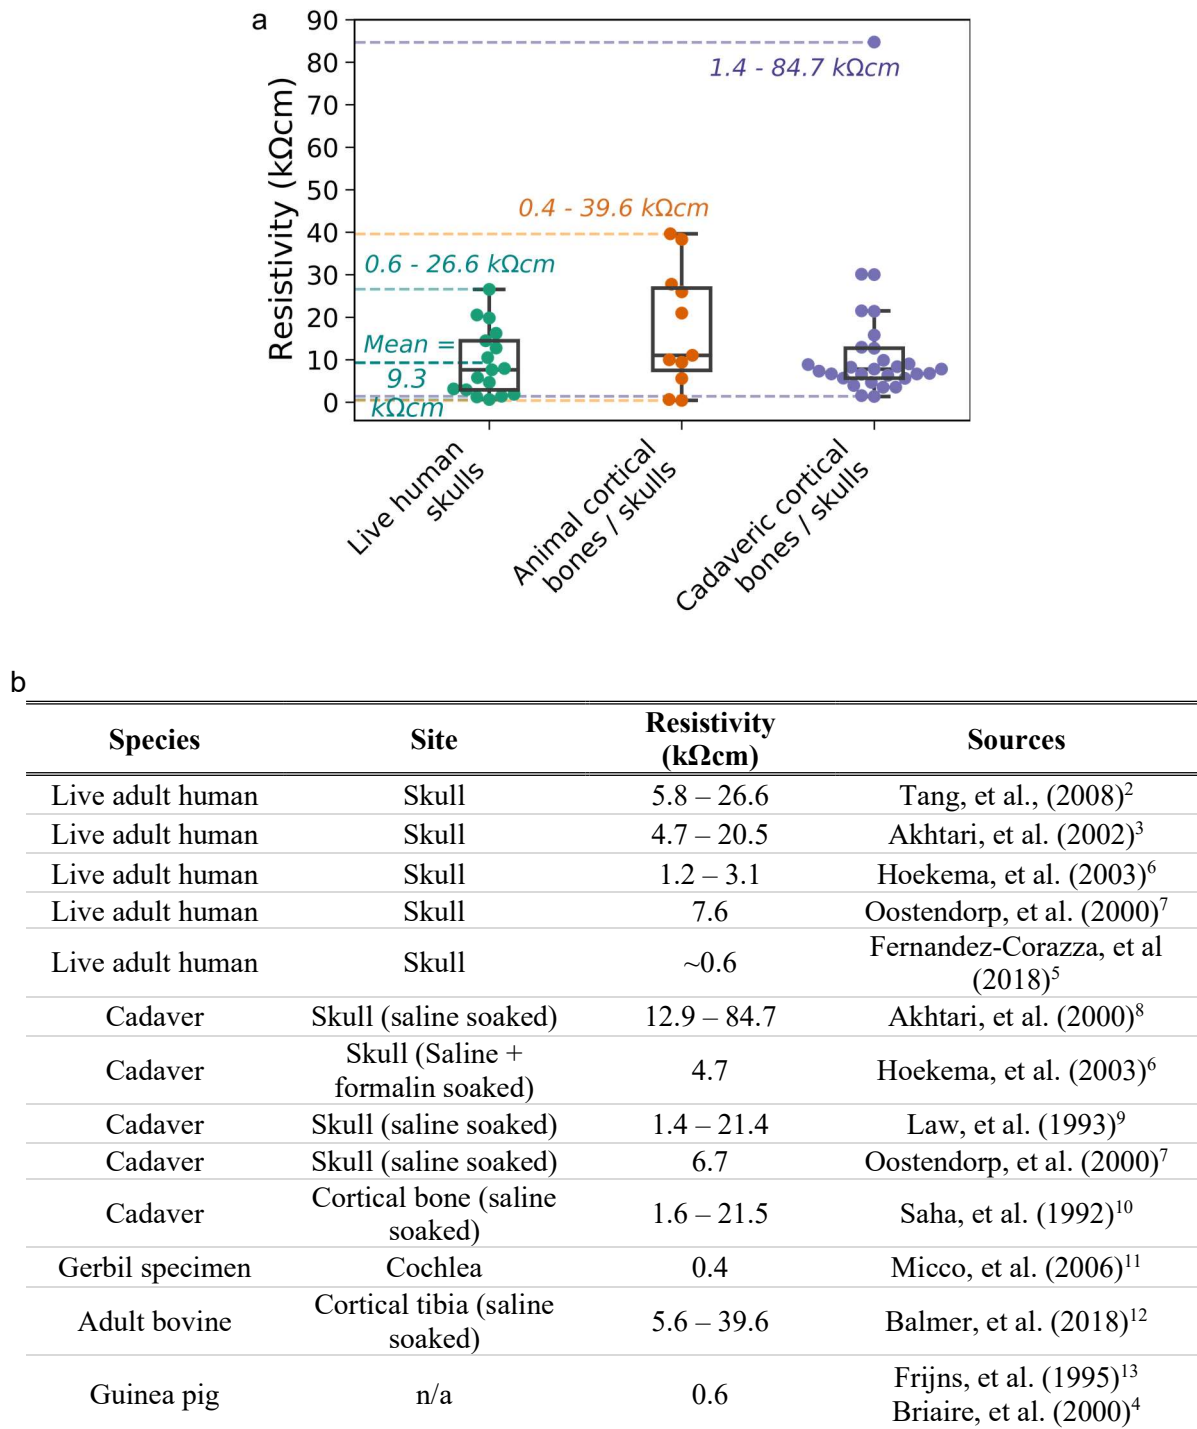 a
90
80
70
60
50
40
30
20
10
0
Resistivity (kΩcm)
1.4 - 84.7 kΩcm
0.4 - 39.6 kΩcm
0.6 - 26.6 kΩcm
Mean =
9.3
kΩcm
Live human
skulls
Animal cortical
bones / skulls
Cadaveric cortical
bones / skulls
b
Species Site Resistivity (kΩcm) Sources
Live adult human Skull 5.8 – 26.6 Tang, et al., (2008)²
Live adult human Skull 4.7 – 20.5 Akhtari, et al. (2002)³
Live adult human Skull 1.2 – 3.1 Hoekema, et al. (2003)⁶
Live adult human Skull 7.6 Oostendorp, et al. (2000)⁷
Live adult human Skull ~0.6 Fernandez-Corazza, et al (2018)⁵
Cadaver Skull (saline soaked) 12.9 – 84.7 Akhtari, et al. (2000)⁸
Cadaver Skull (Saline + formalin soaked) 4.7 Hoekema, et al. (2003)⁶
Cadaver Skull (saline soaked) 1.4 – 21.4 Law, et al. (1993)⁹
Cadaver Skull (saline soaked) 6.7 Oostendorp, et al. (2000)⁷
Cadaver Cortical bone (saline soaked) 1.6 – 21.5 Saha, et al. (1992)¹⁰
Gerbil specimen Cochlea 0.4 Micco, et al. (2006)¹¹
Adult bovine Cortical tibia (saline soaked) 5.6 – 39.6 Balmer, et al. (2018)¹²
Guinea pig n/a 0.6 Frijns, et al. (1995)¹³
Briaire, et al. (2000)⁴